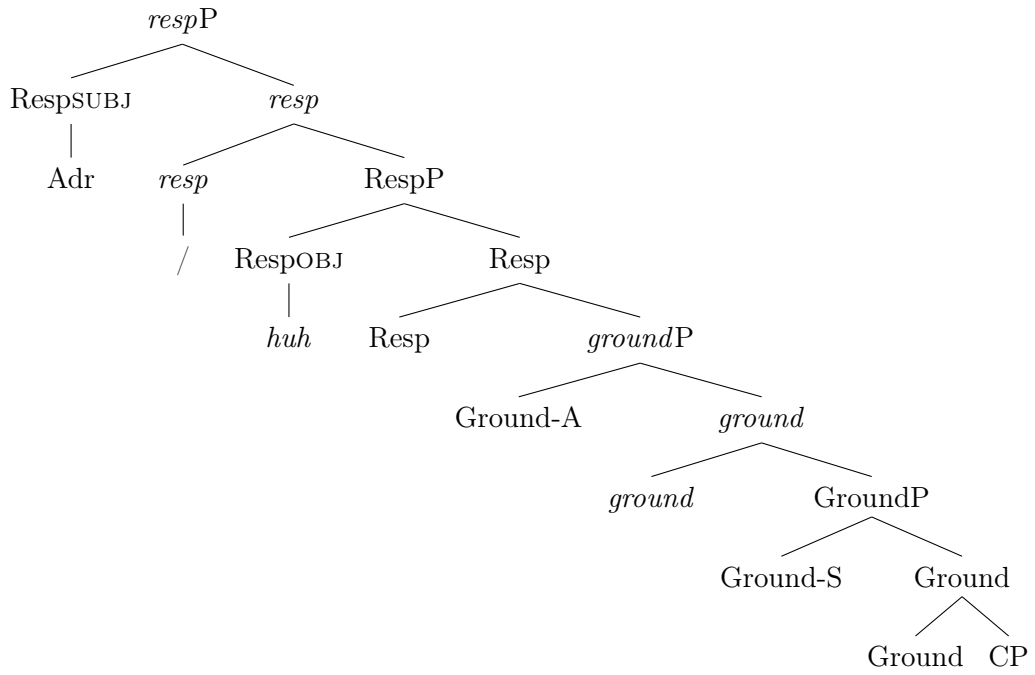 respP
RespSUBJ resp
Adr resp RespP
/ RespOBJ Resp
huh Resp groundP
Ground-A ground
ground GroundP
Ground-S Ground
Ground CP